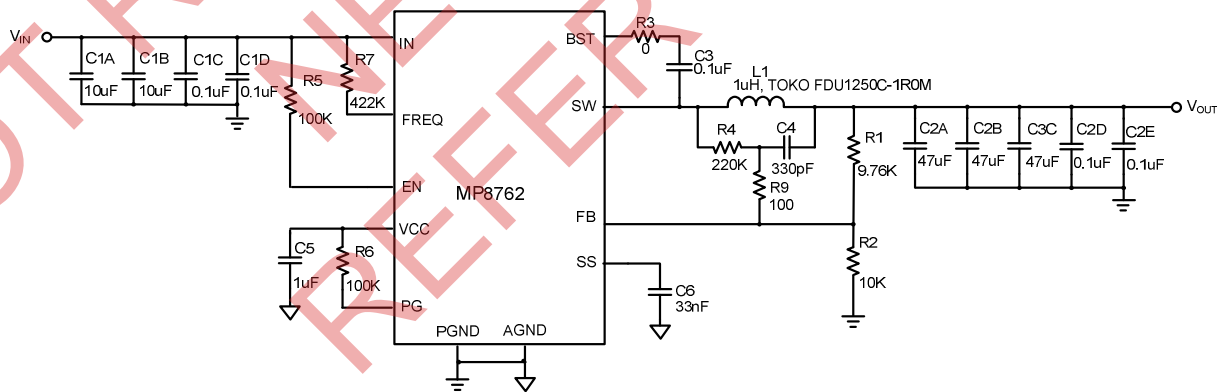 V_IN
C1A
10uF
C1B
10uF
C1C
0.1uF
C1D
0.1uF
R5
100K
R7
422K
IN
FREQ
EN
VCC
PG
PGND
AGND
MP8762
BST
SW
FB
SS
C5
1uF
R6
100K
R3
0
C3
0.1uF
L1
1uH, TOKO FDU1250C-1R0M
R4
220K
C4
330pF
R9
100
R1
9.76K
R2
10K
C6
33nF
C2A
47uF
C2B
47uF
C3C
47uF
C2D
0.1uF
C2E
0.1uF
V_OUT
REFER